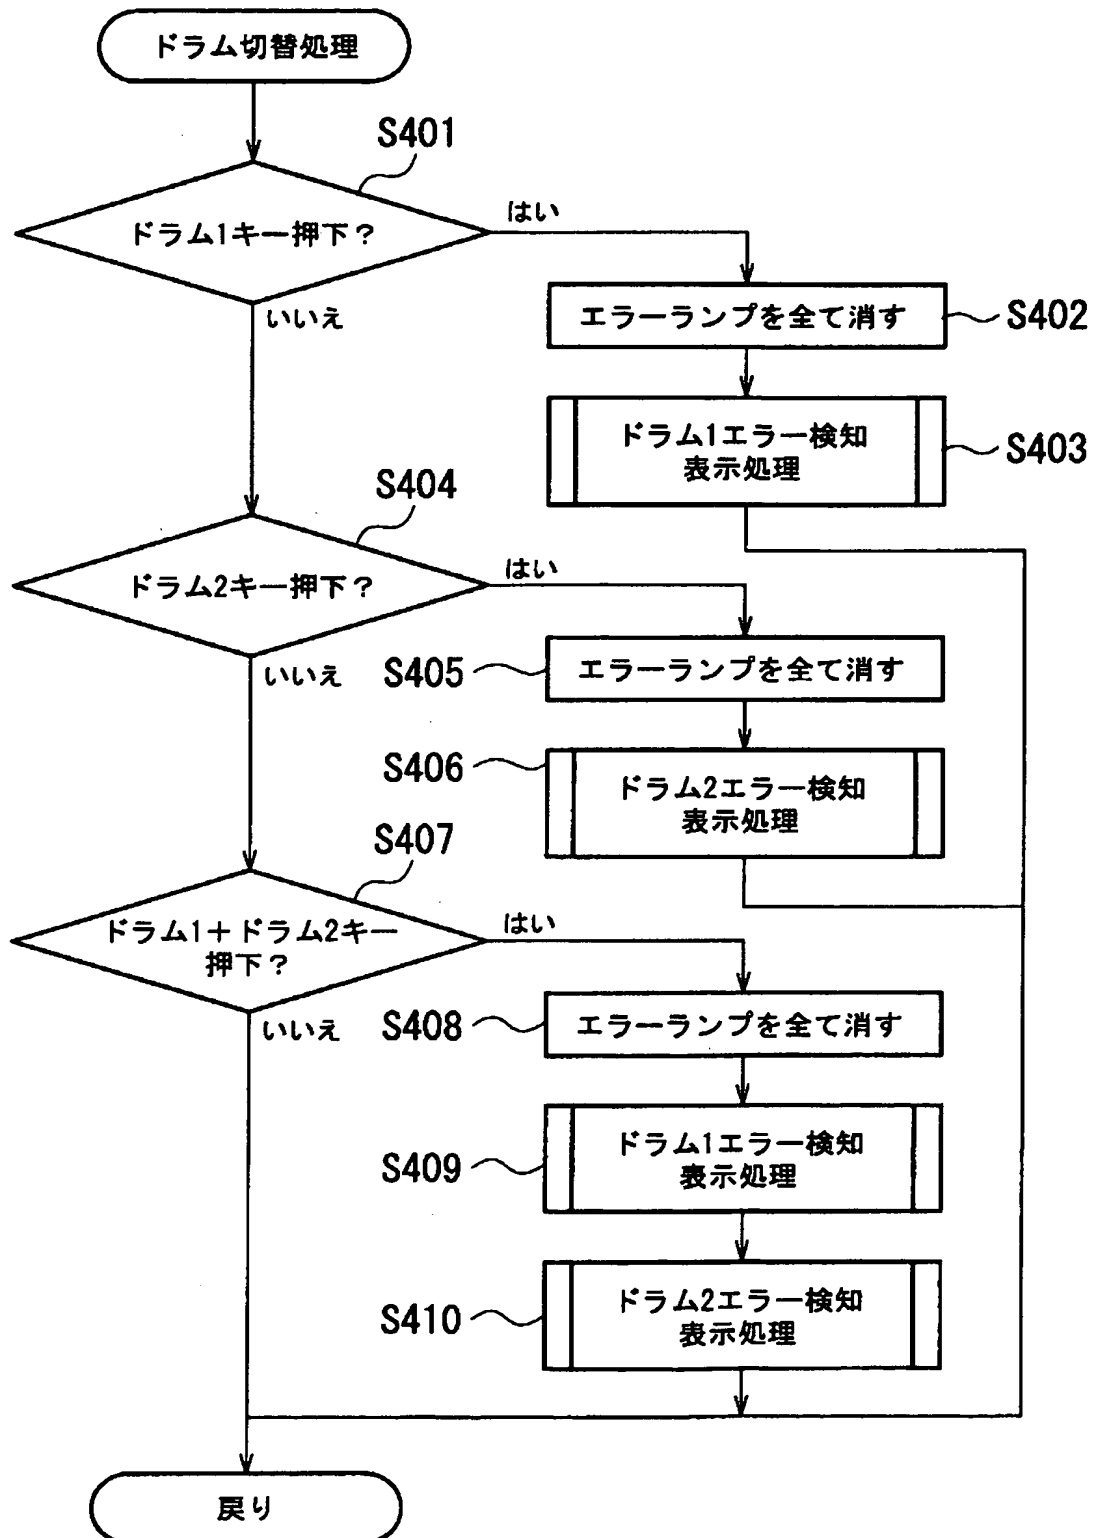 ドラム切替処理
S401
ドラム1キー押下?
はい
いいえ
エラーランプを全て消す
S402
ドラム1エラー検知
表示処理
S403
S404
ドラム2キー押下?
はい
いいえ
S405
エラーランプを全て消す
S406
ドラム2エラー検知
表示処理
S407
ドラム1+ドラム2キー
押下?
はい
いいえ
S408
エラーランプを全て消す
S409
ドラム1エラー検知
表示処理
S410
ドラム2エラー検知
表示処理
戻り